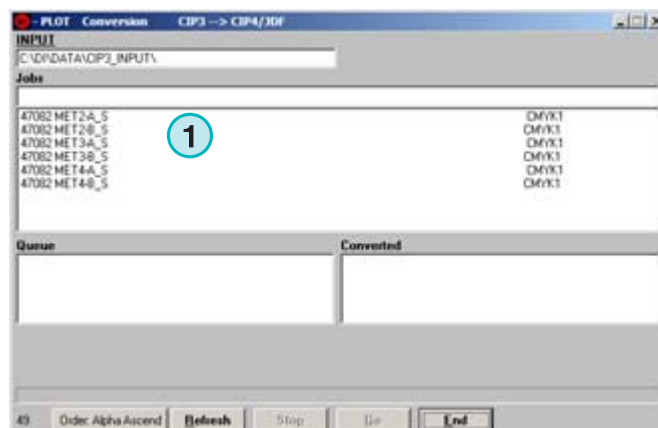 - PLOT Conversion CIP3 --> CIP4/JDF
INPUT
C:\DI\DATA\CIP3_INPUT\
Jobs
47082 MET2-A_S CMYK1
47082 MET2-B_S CMYK1
47082 MET3-A_S CMYK1
47082 MET3-B_S CMYK1
47082 MET4-A_S CMYK1
47082 MET4-B_S CMYK1
1
Queue Converted
49 Order: Alpha Ascend Refresh Stop Go End